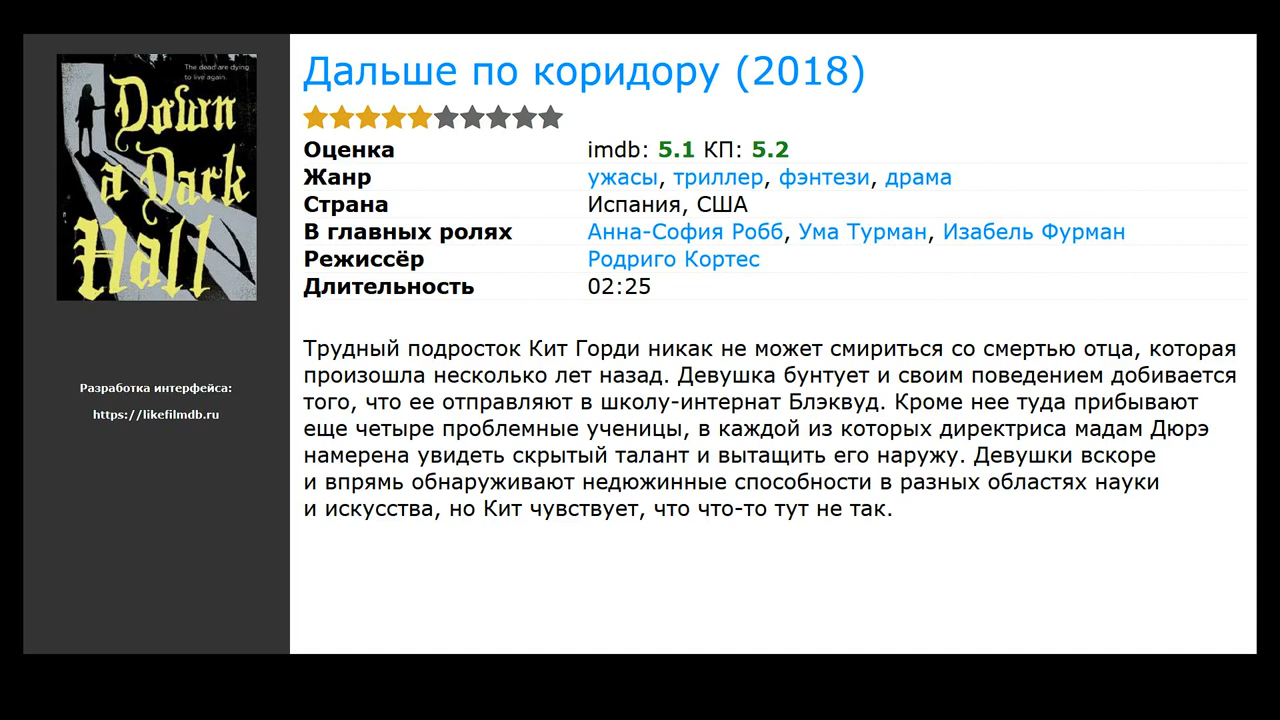 The dead are dying
to live again.
Down
a Dark
Hall
Разработка интерфейса:
https://likefilmdb.ru
Дальше по коридору (2018)
Оценка imdb: 5.1 КП: 5.2
Жанр ужасы, триллер, фэнтези, драма
Страна Испания, США
В главных ролях Анна-София Робб, Ума Турман, Изабель Фурман
Режиссёр Родриго Кортес
Длительность 02:25
Трудный подросток Кит Горди никак не может смириться со смертью отца, которая
произошла несколько лет назад. Девушка бунтует и своим поведением добивается
того, что ее отправляют в школу-интернат Блэквуд. Кроме нее туда прибывают
еще четыре проблемные ученицы, в каждой из которых директриса мадам Дюрэ
намерена увидеть скрытый талант и вытащить его наружу. Девушки вскоре
и впрямь обнаруживают недюжинные способности в разных областях науки
и искусства, но Кит чувствует, что что-то тут не так.